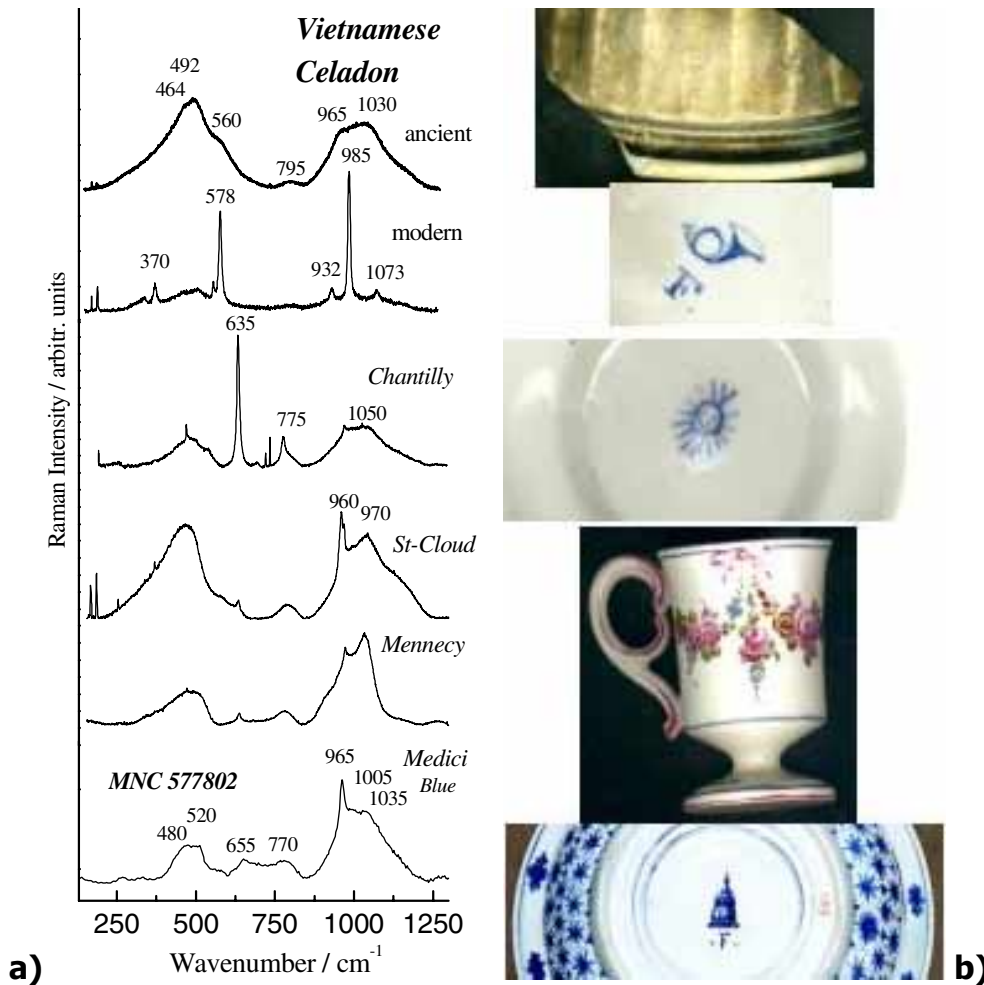 Vietnamese
Celadon
492
464
560
795
965
1030
ancient
985
578
370
932
1073
modern
635
Chantilly
775
1050
960
970
St-Cloud
Mennecy
MNC 577802
Medici
Blue
965
1005
1035
520
480
655
770
Raman Intensity / arbitr. units
250 500 750 1000 1250
Wavenumber / cm-1
a)
b)
F